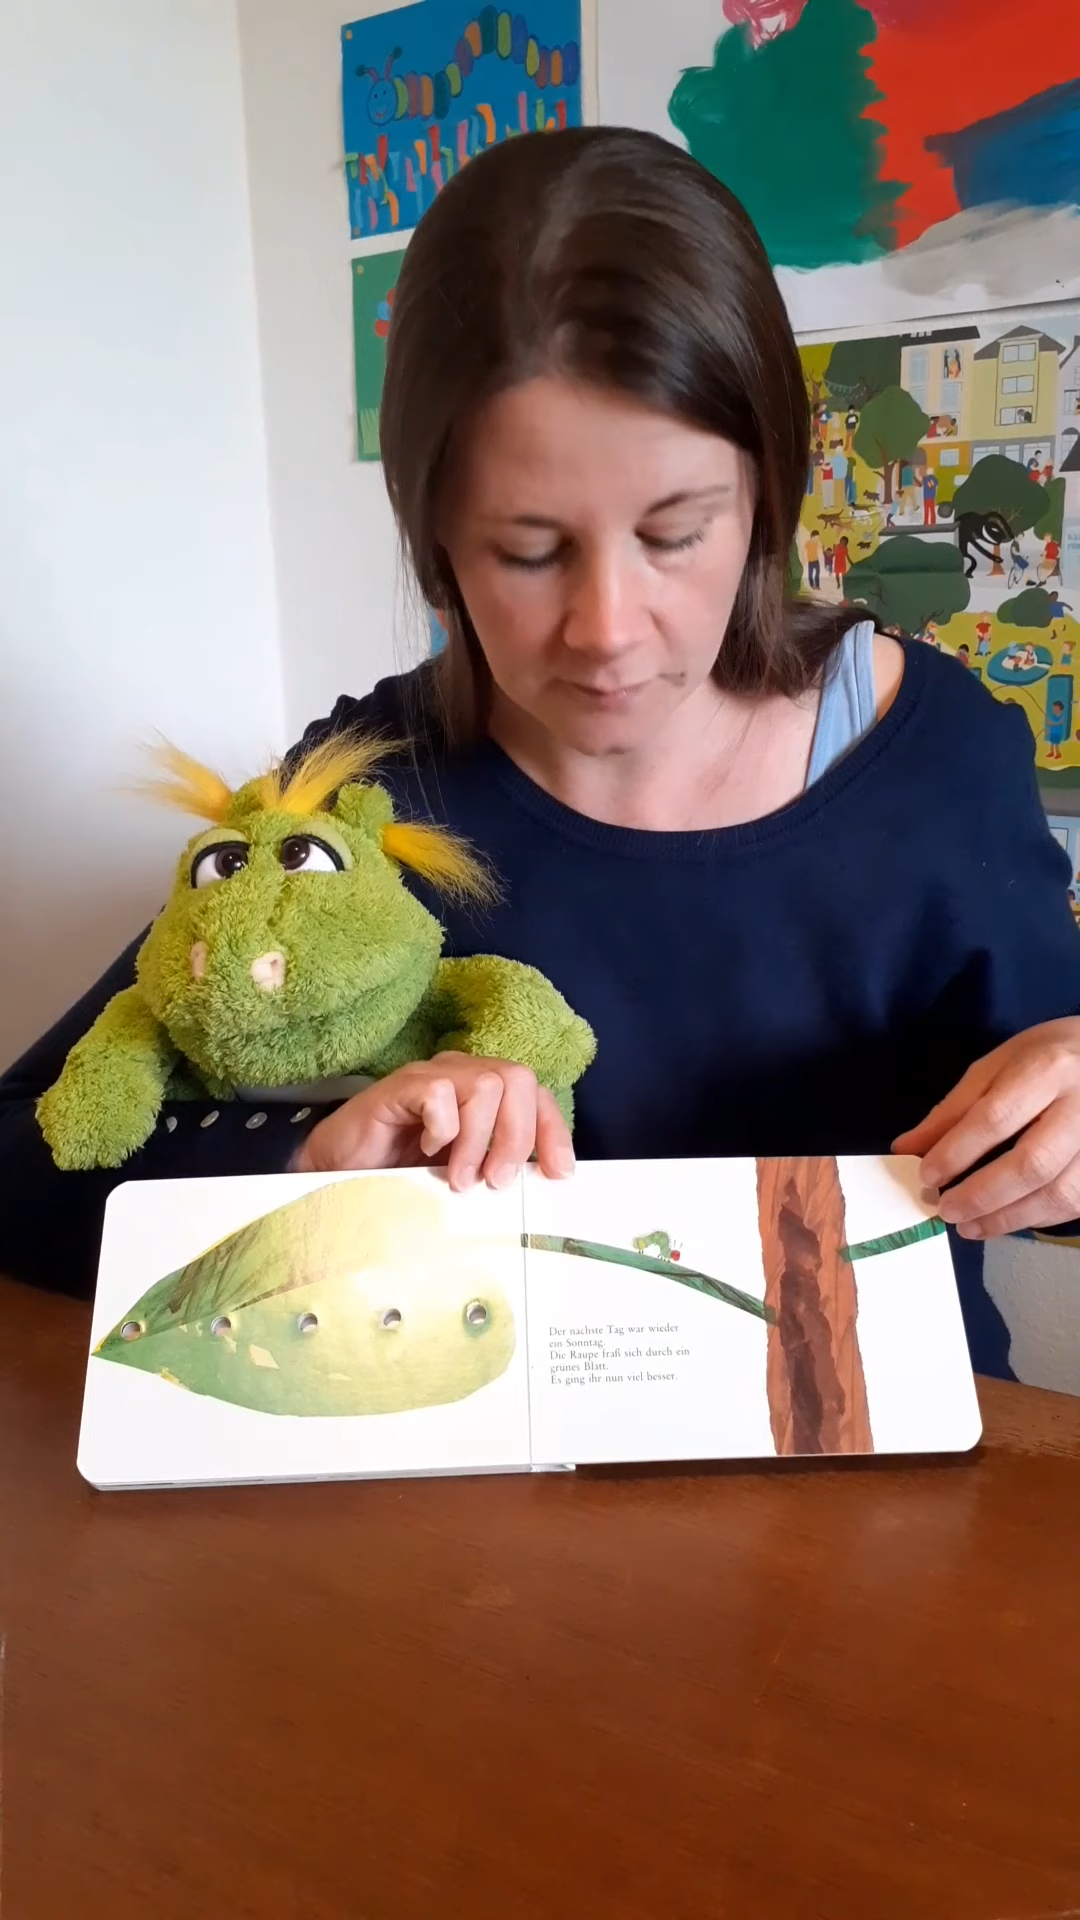 Der nächste Tag war wieder
ein Sonntag.
Die Raupe fraß sich durch ein
grünes Blatt.
Es ging ihr nun viel besser.